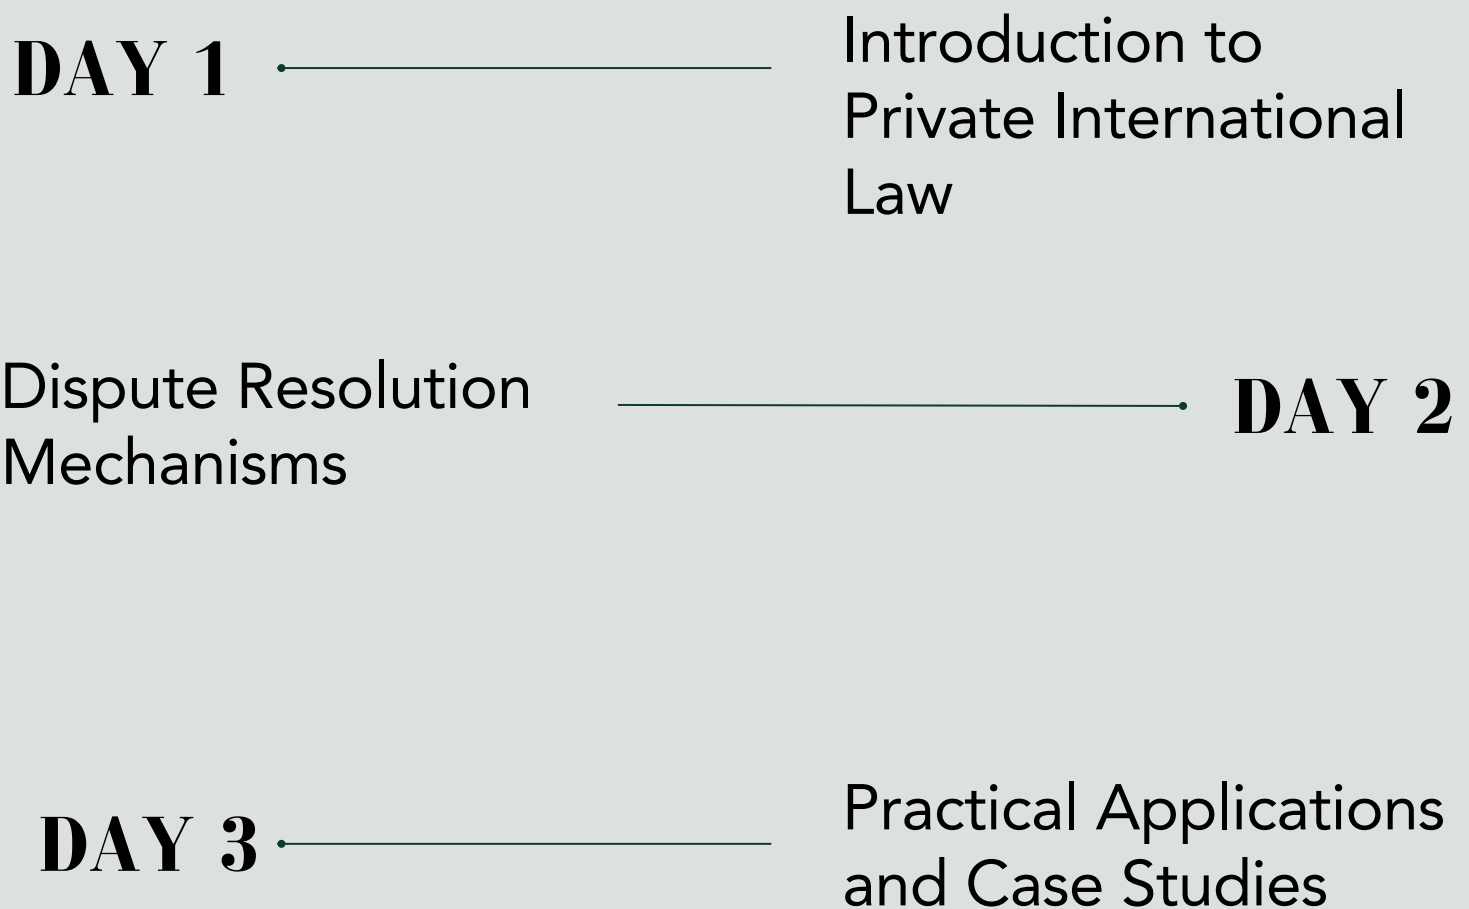 DAY 1
Introduction to
Private International
Law
Dispute Resolution
Mechanisms
DAY 2
DAY 3
Practical Applications
and Case Studies